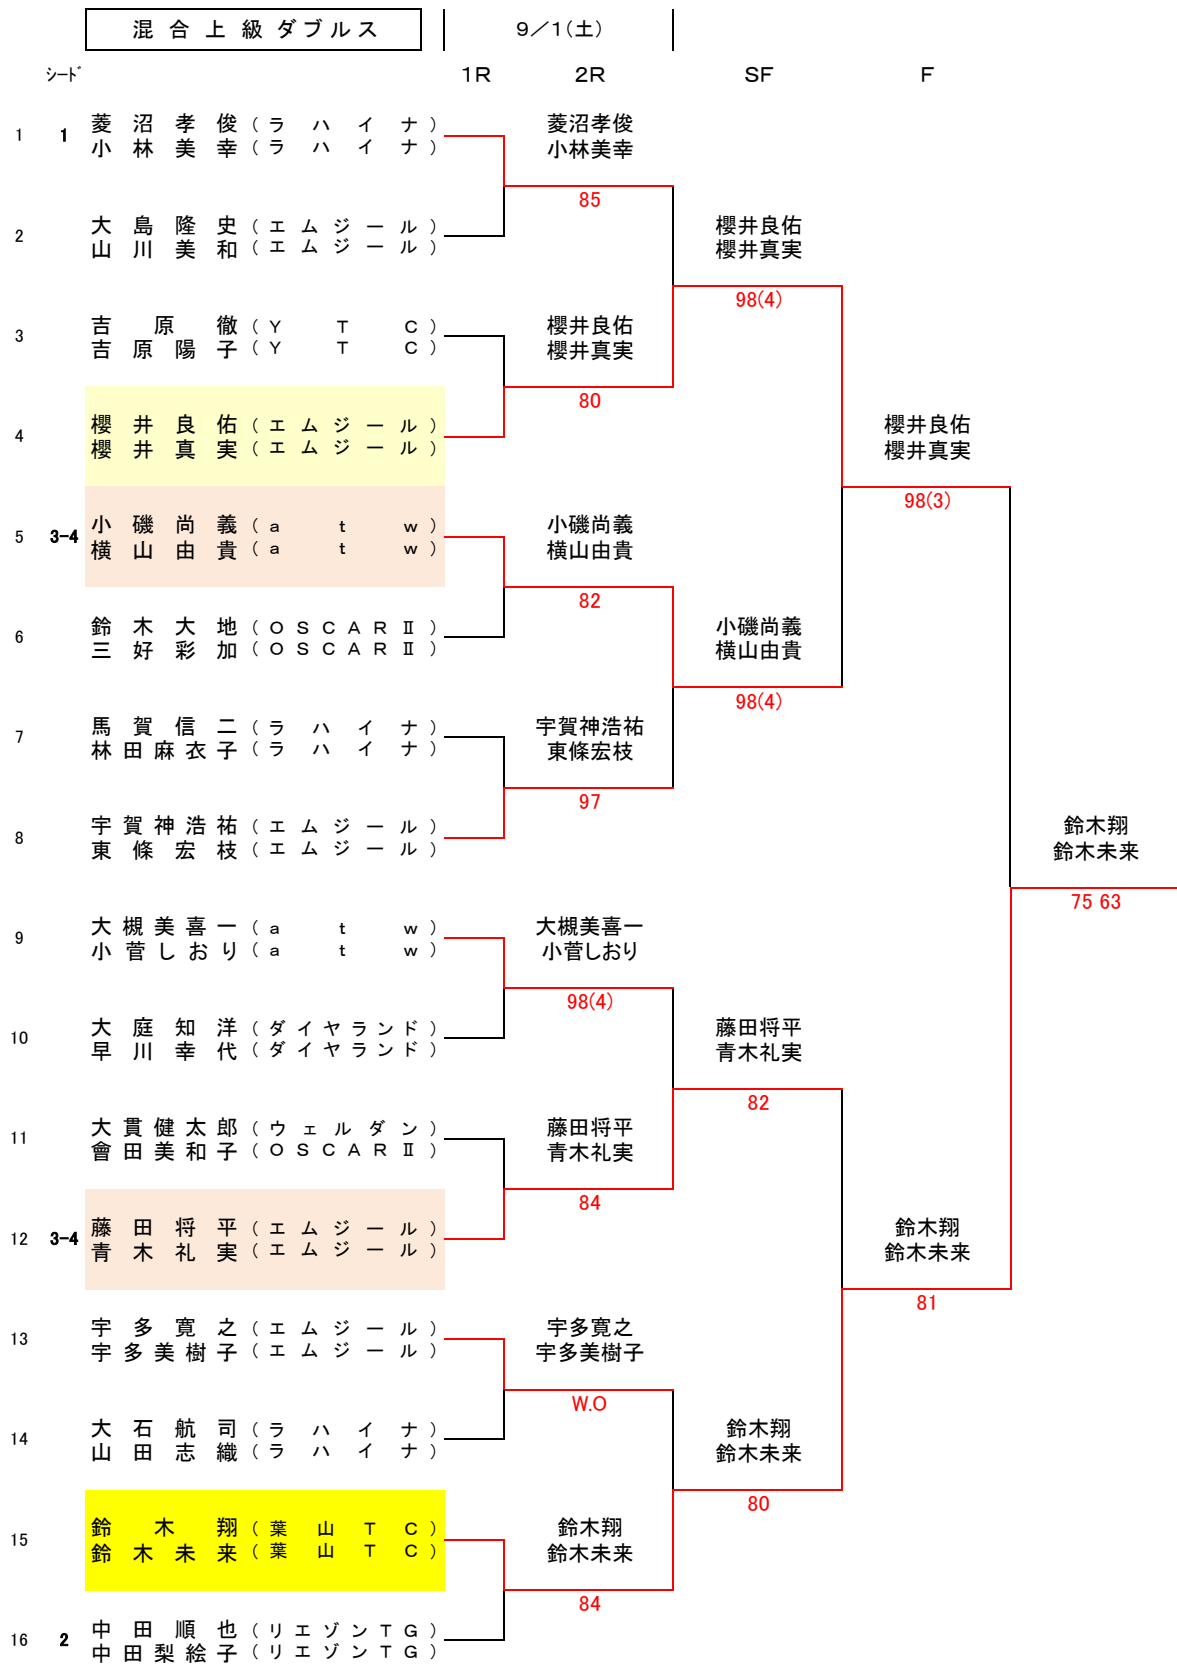 混合上級ダブルス 9／1(土)
シード 1R 2R SF F
1 1 菱沼孝俊（ラハイナ） 菱沼孝俊
小林美幸（ラハイナ） 小林美幸
85
2 大島隆史（エムジール） 櫻井良佑
山川美和（エムジール） 櫻井真実
98(4)
3 吉原徹（YTC） 櫻井良佑
吉原陽子（YTC） 櫻井真実
80
4 櫻井良佑（エムジール） 櫻井良佑
櫻井真実（エムジール） 櫻井真実
98(3)
5 3-4 小磯尚義（atw） 小磯尚義
横山由貴（atw） 横山由貴
82
6 鈴木大地（OSCARⅡ） 小磯尚義
三好彩加（OSCARⅡ） 横山由貴
98(4)
7 馬賀信二（ラハイナ） 宇賀神浩祐
林田麻衣子（ラハイナ） 東條宏枝
97
8 宇賀神浩祐（エムジール） 鈴木翔
東條宏枝（エムジール） 鈴木未来
75 63
9 大槻美喜一（atw） 大槻美喜一
小菅しおり（atw） 小菅しおり
98(4)
10 大庭知洋（ダイヤランド） 藤田将平
早川幸代（ダイヤランド） 青木礼実
82
11 大貫健太郎（ウェルダン） 藤田将平
會田美和子（OSCARⅡ） 青木礼実
84
12 3-4 藤田将平（エムジール） 鈴木翔
青木礼実（エムジール） 鈴木未来
81
13 宇多寛之（エムジール） 宇多寛之
宇多美樹子（エムジール） 宇多美樹子
W.O
14 大石航司（ラハイナ） 鈴木翔
山田志織（ラハイナ） 鈴木未来
80
15 鈴木翔（葉山TC） 鈴木翔
鈴木未来（葉山TC） 鈴木未来
84
16 2 中田順也（リエゾンTG）
中田梨絵子（リエゾンTG）